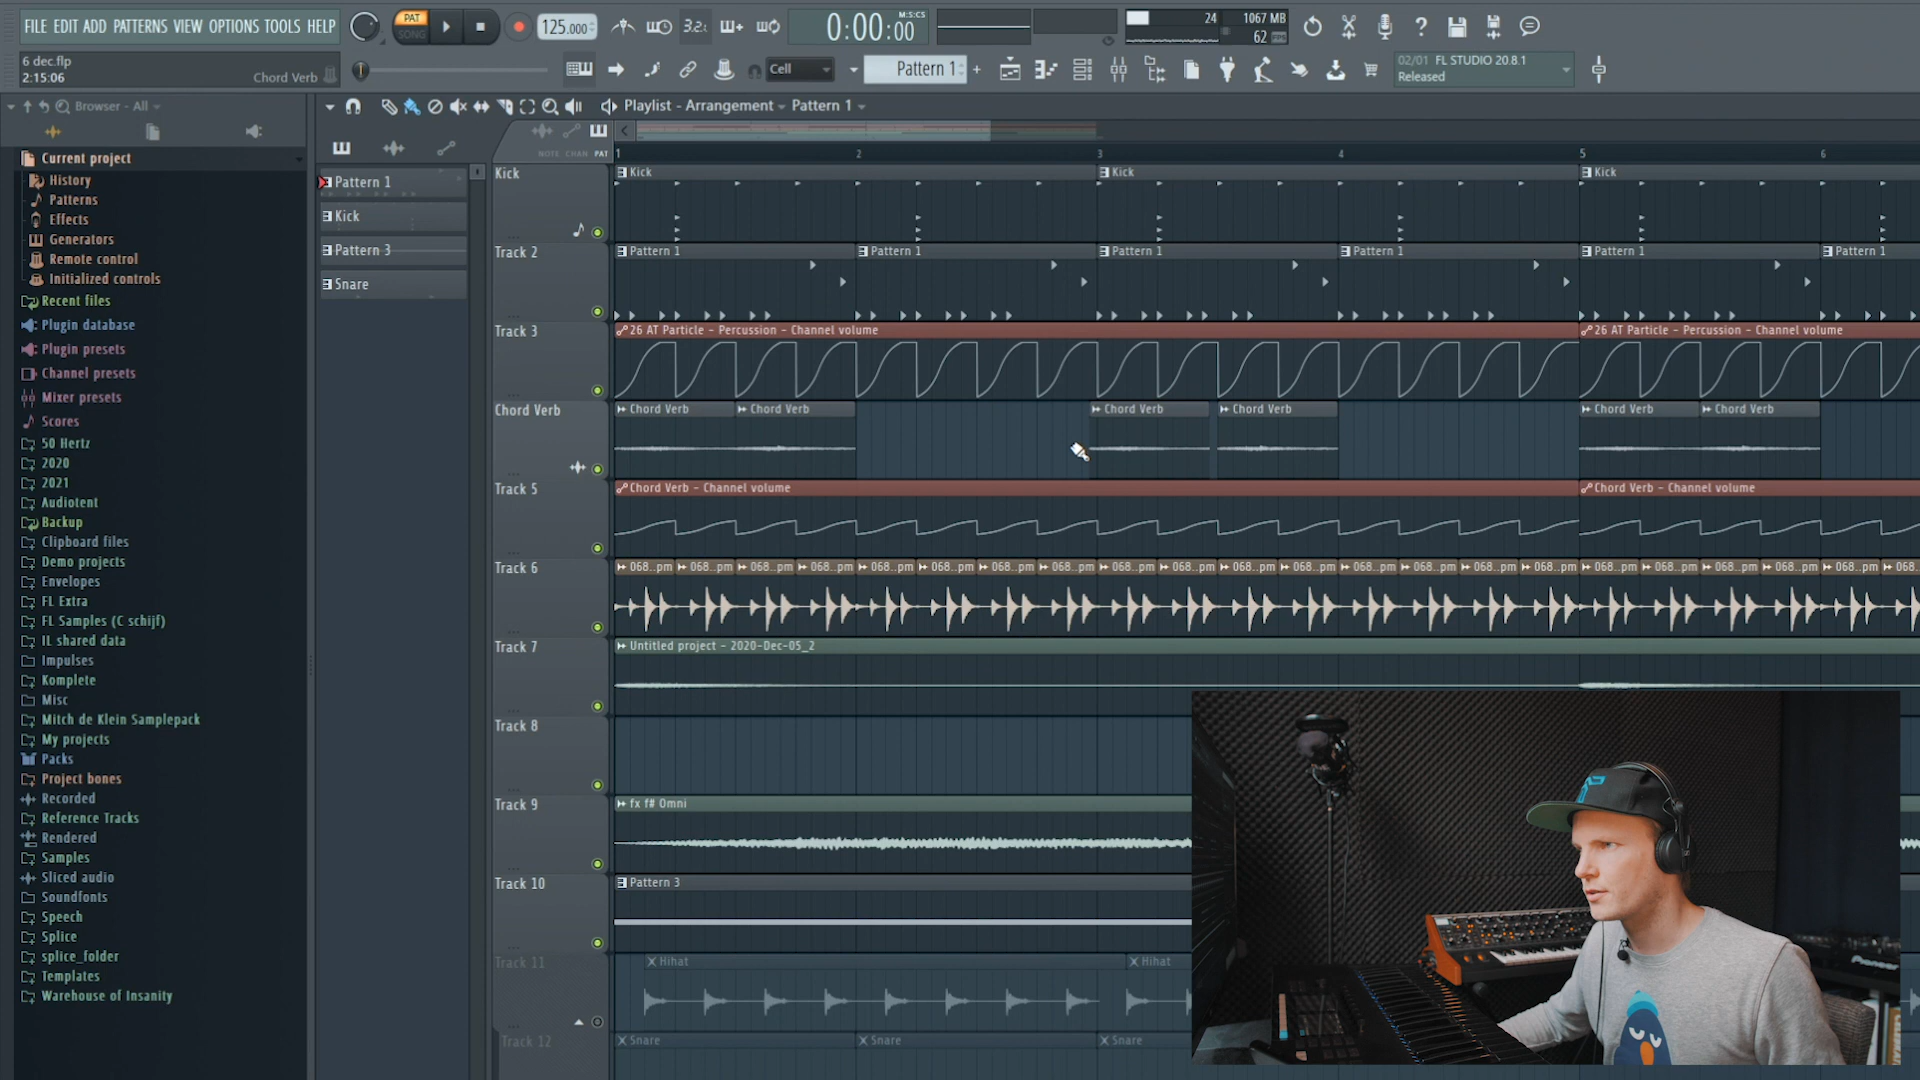 FILE EDIT ADD PATTERNS VIEW OPTIONS TOOLS HELP
PAT
SONG
125.000
3.2:
0:00:00
M:S:CS
24
1067 MB
62
6 dec.flp
2:15:06
Chord Verb
Cell
Pattern 1
02/01 FL STUDIO 20.8.1
Released
Browser - All
Playlist - Arrangement
Pattern 1
NOTE CHAN PAT
Current project
History
Patterns
Effects
Generators
Remote control
Initialized controls
Recent files
Plugin database
Plugin presets
Channel presets
Mixer presets
Scores
50 Hertz
2020
2021
Audiotent
Backup
Clipboard files
Demo projects
Envelopes
FL Extra
FL Samples (C schijf)
IL shared data
Impulses
Komplete
Misc
Mitch de Klein Samplepack
My projects
Packs
Project bones
Recorded
Reference Tracks
Rendered
Samples
Sliced audio
Soundfonts
Speech
Splice
splice_folder
Templates
Warehouse of Insanity
Pattern 1
Kick
Pattern 3
Snare
1 2 3 4 5 6
Kick
Kick Kick Kick
Track 2
Pattern 1 Pattern 1 Pattern 1 Pattern 1 Pattern 1 Pattern 1
Track 3
26 AT Particle - Percussion - Channel volume 26 AT Particle - Percussion - Channel volume
Chord Verb
Chord Verb Chord Verb Chord Verb Chord Verb Chord Verb Chord Verb
Track 5
Chord Verb - Channel volume Chord Verb - Channel volume
Track 6
068..pm 068..pm 068..pm 068..pm 068..pm 068..pm 068..pm 068..pm 068..pm 068..pm 068..pm 068..pm 068..pm 068..pm 068..pm 068..pm 068..pm 068..pm 068..pm 068..pm 068..pm 068..
Track 7
Untitled project - 2020-Dec-05_2
Track 8
Track 9
fx f# Omni
Track 10
Pattern 3
Track 11
Hihat Hihat
Track 12
Snare Snare Snare
Pioneer